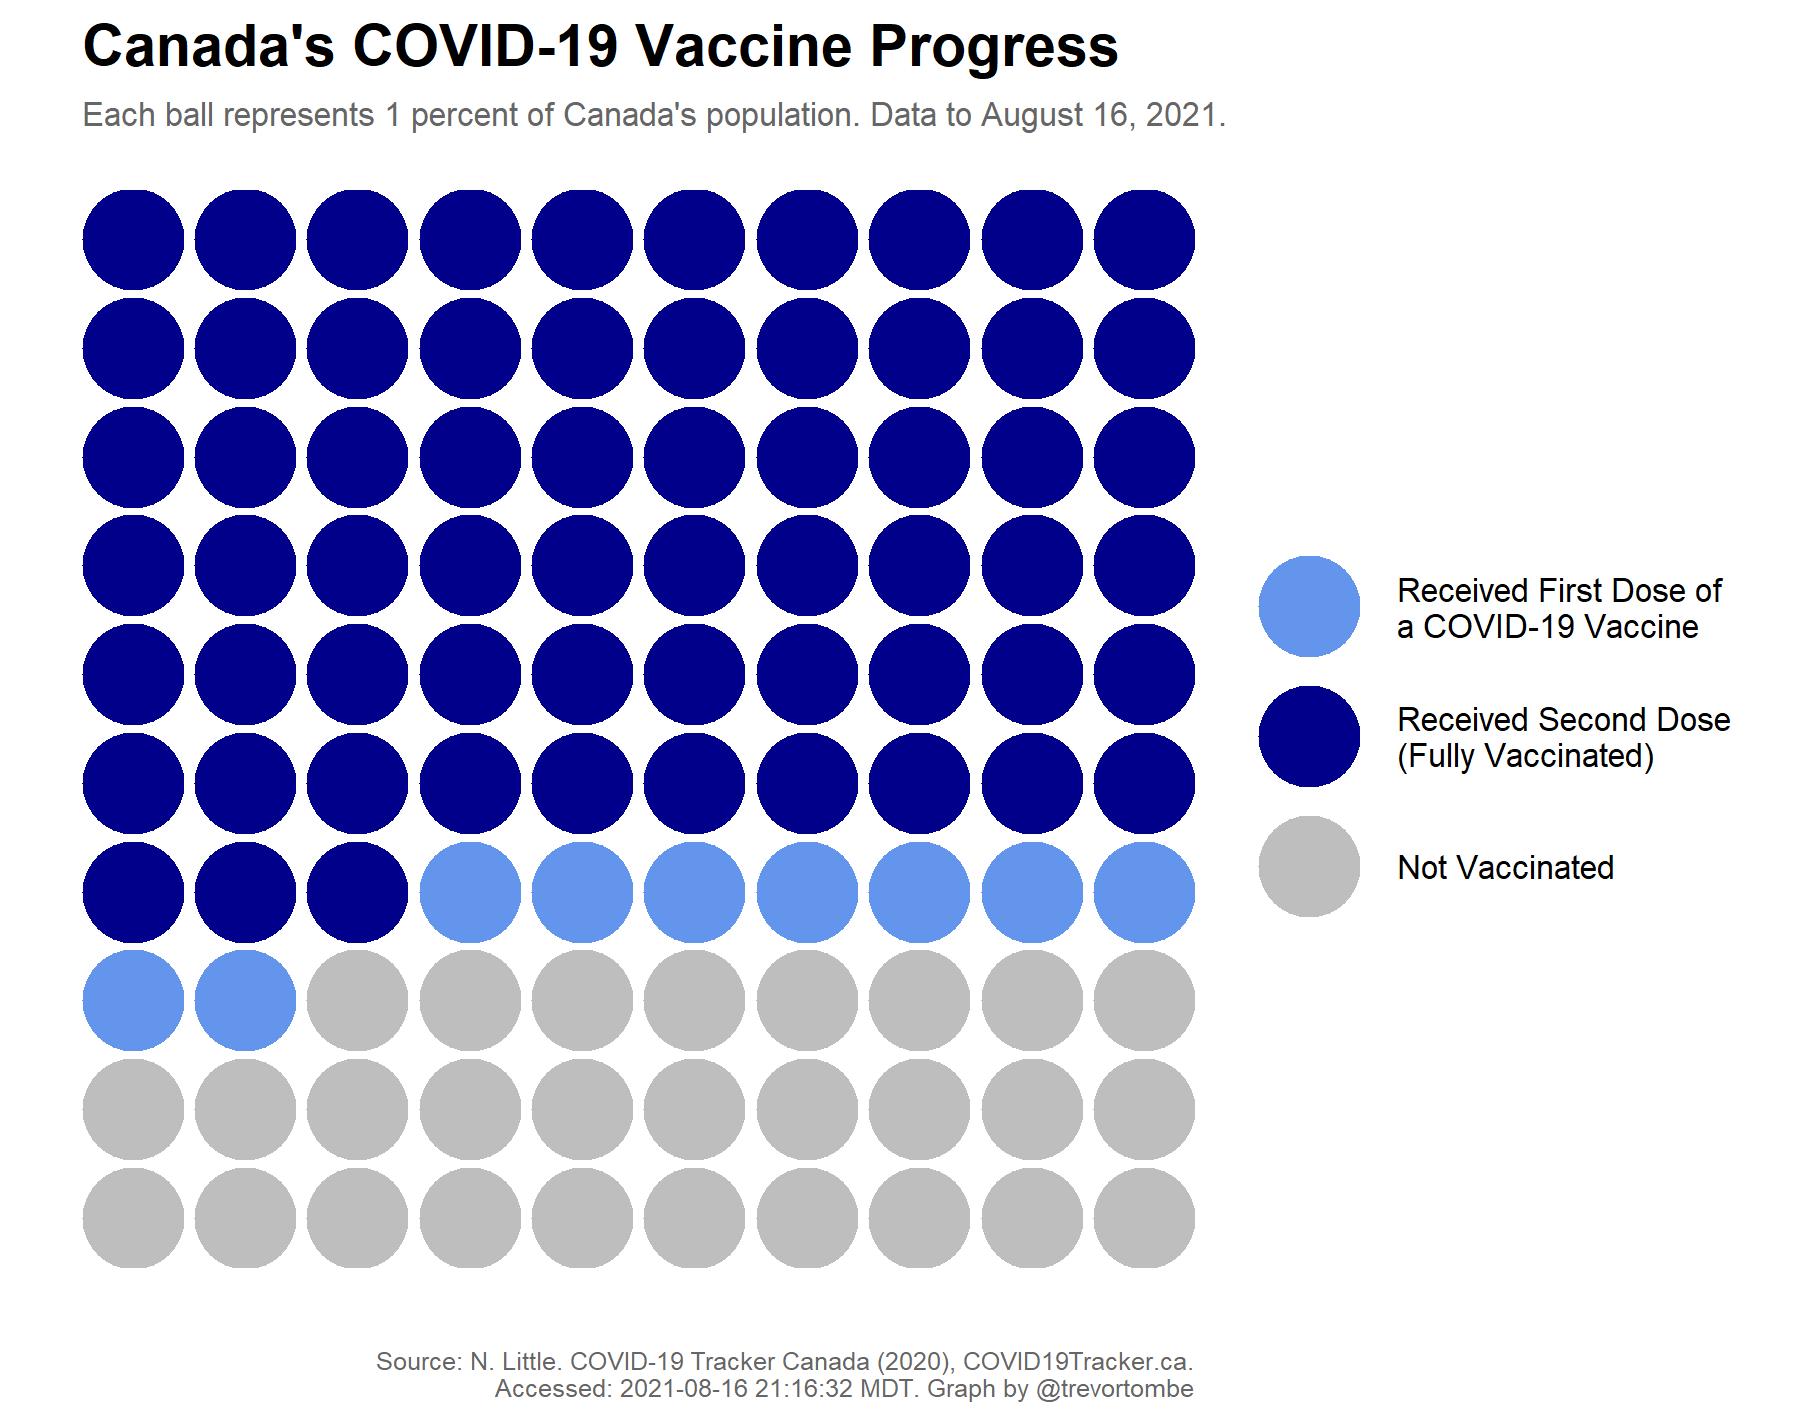 Canada's COVID-19 Vaccine Progress
Each ball represents 1 percent of Canada's population. Data to August 16, 2021.
Received First Dose of
a COVID-19 Vaccine
Received Second Dose
(Fully Vaccinated)
Not Vaccinated
Source: N. Little. COVID-19 Tracker Canada (2020), COVID19Tracker.ca.
Accessed: 2021-08-16 21:16:32 MDT. Graph by @trevortombe